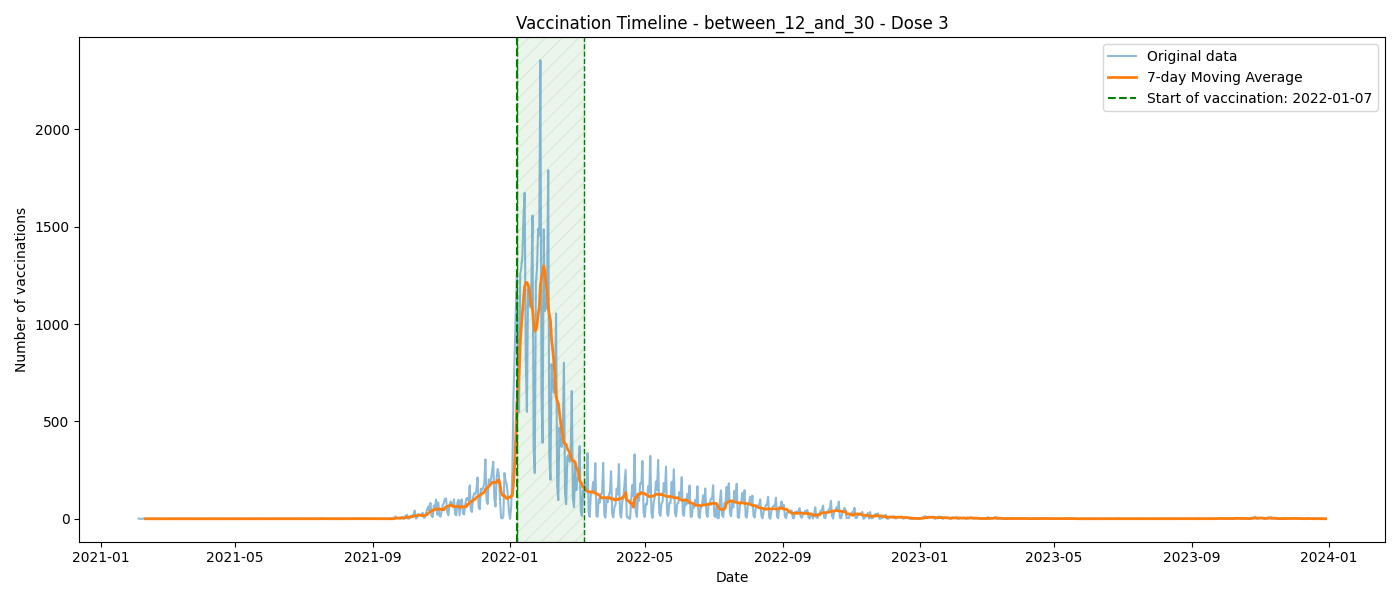 Vaccination Timeline - between_12_and_30 - Dose 3
Original data
7-day Moving Average
Start of vaccination: 2022-01-07
Number of vaccinations
2000
1500
1000
500
0
2021-01 2021-05 2021-09 2022-01 2022-05 2022-09 2023-01 2023-05 2023-09 2024-01
Date